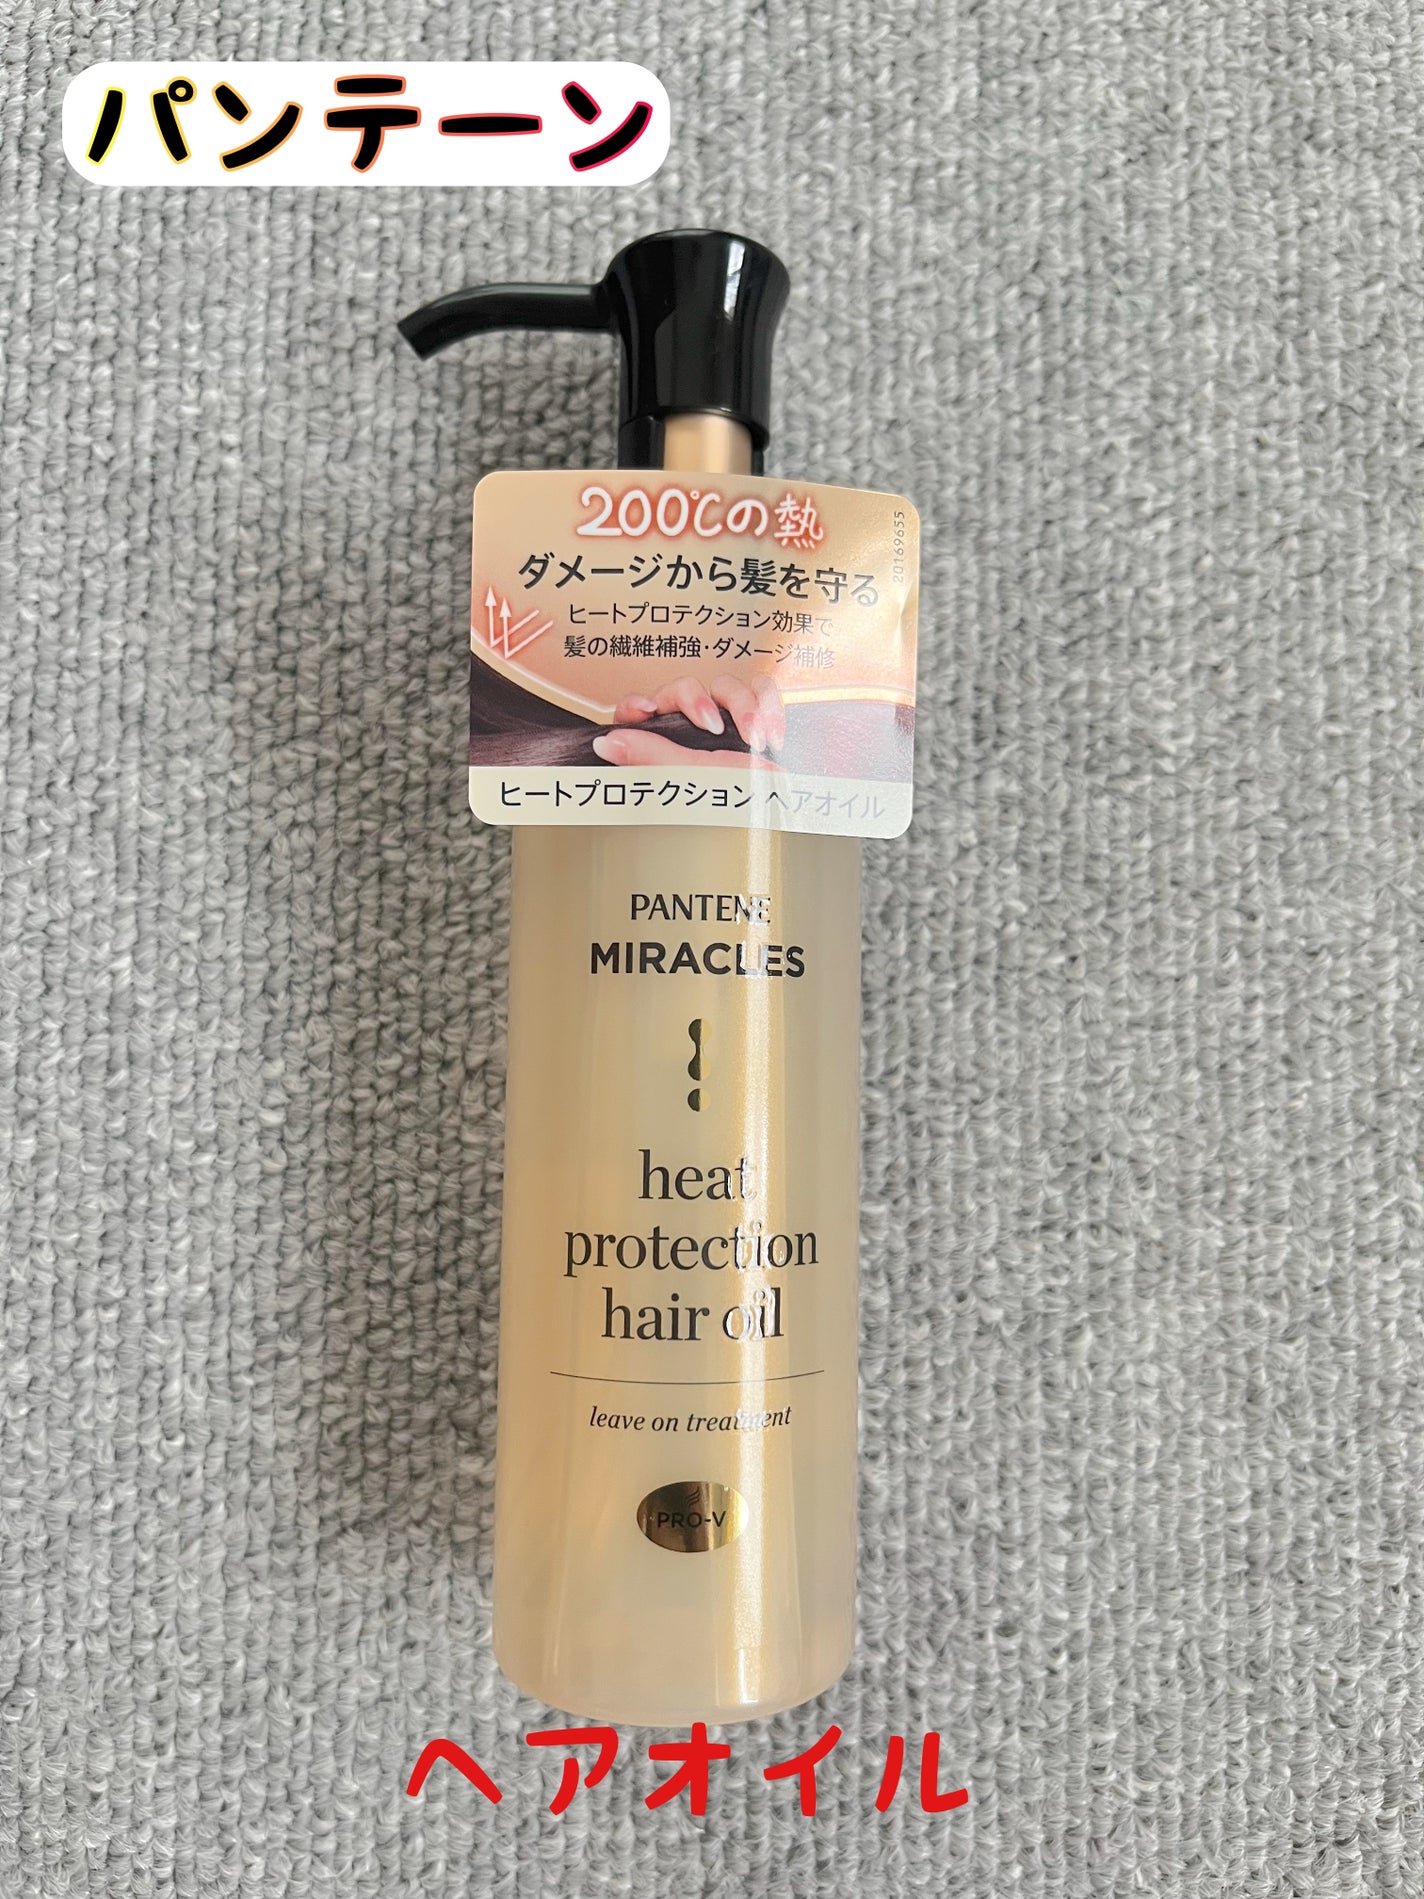 パンテーン
200℃の熱
ダメージから髪を守る
20169655
ヒートプロテクション効果で
髪の繊維補強・ダメージ補修
ヒートプロテクション ヘアオイル
PANTENE
MIRACLES
heat
protection
hair oil
leave on treatment
PRO-V
ヘアオイル